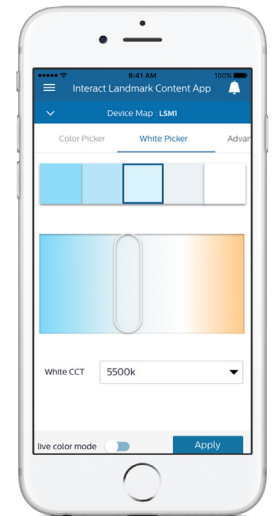 9:41 AM 100%
Interact Landmark Content App
Device Map : LSM1
Color Picker White Picker Advar
White CCT 5500k
live color mode Apply